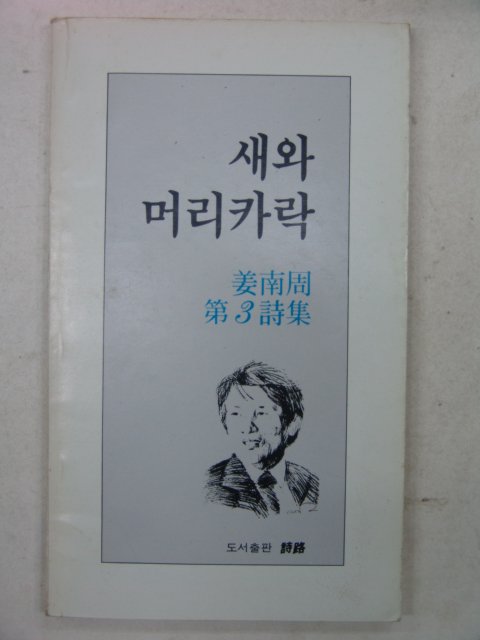 새와
머리카락
姜南周
第3詩集
도서출판 詩路